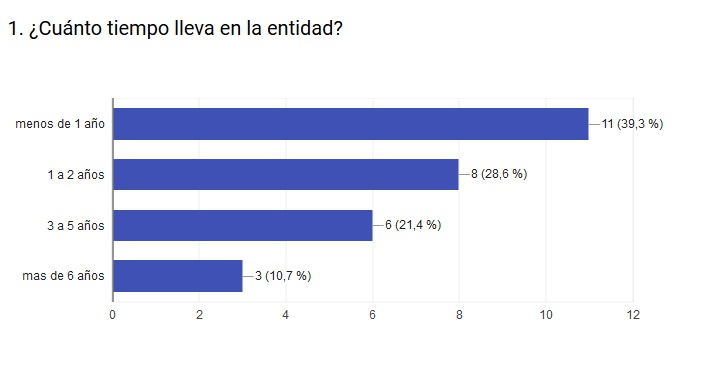 1. ¿Cuánto tiempo lleva en la entidad?
menos de 1 año
11 (39,3 %)
1 a 2 años
8 (28,6 %)
3 a 5 años
6 (21,4 %)
mas de 6 años
3 (10,7 %)
0 2 4 6 8 10 12